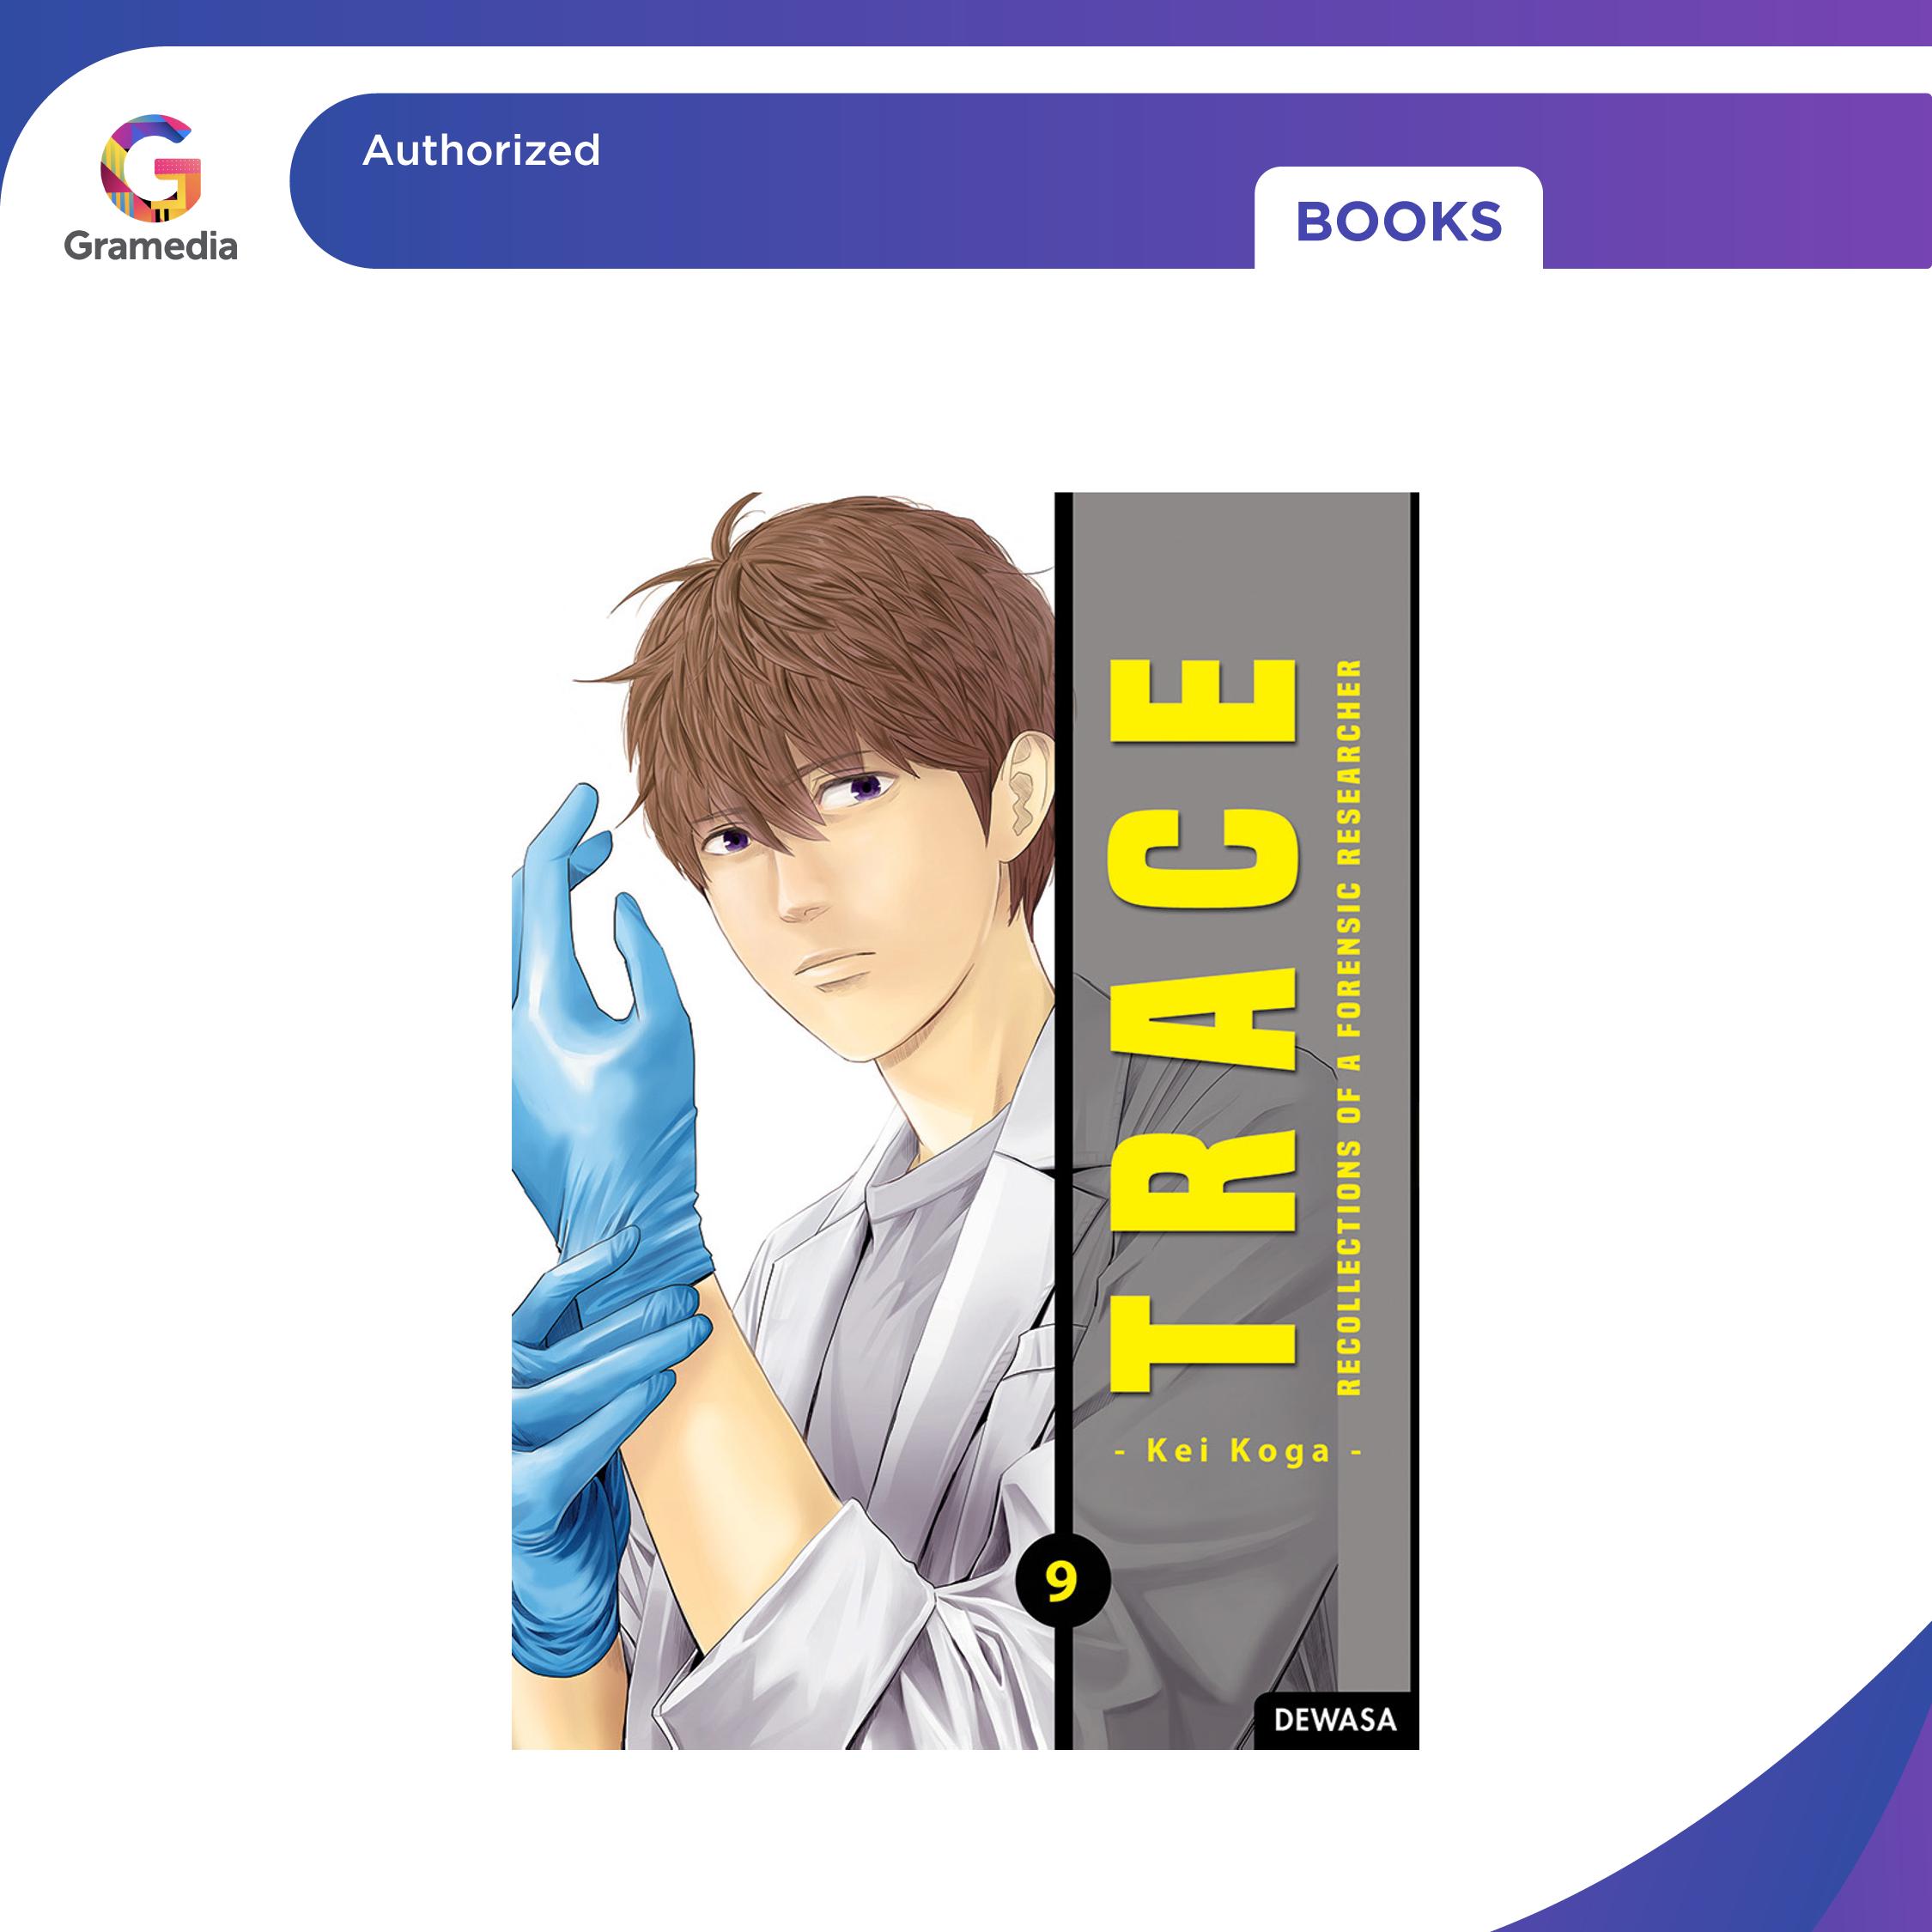 Authorized
Gramedia
BOOKS
TRACE
RECOLLECTIONS OF A FORENSIC RESEARCHER
- Kei Koga -
9
DEWASA